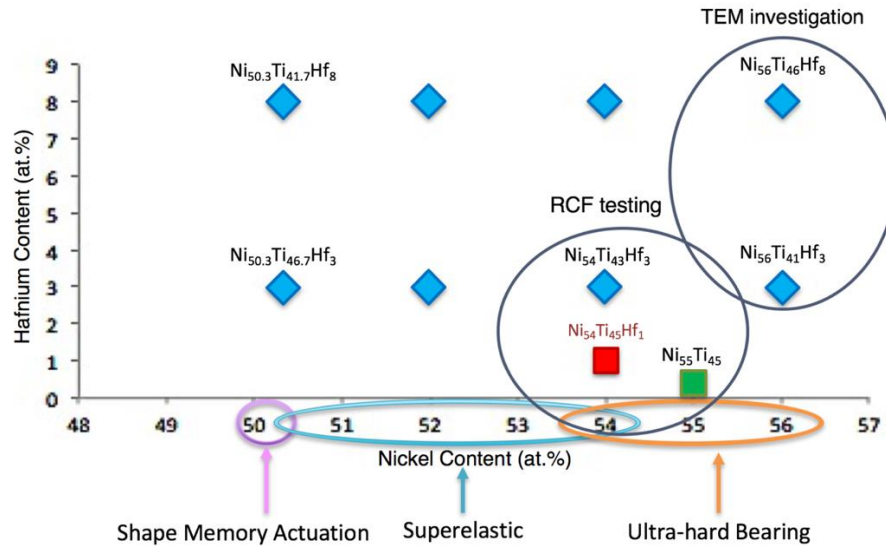 TEM investigation
9
Ni50.3Ti41.7Hf8
Ni56Ti46Hf8
8
7
6
RCF testing
5
4
Ni50.3Ti46.7Hf3
Ni54Ti43Hf3
Ni56Ti41Hf3
3
2
Ni54Ti45Hf1
Ni55Ti45
1
0
Hafnium Content (at.%)
48 49 50 51 52 53 54 55 56 57
Nickel Content (at.%)
Shape Memory Actuation Superelastic Ultra-hard Bearing